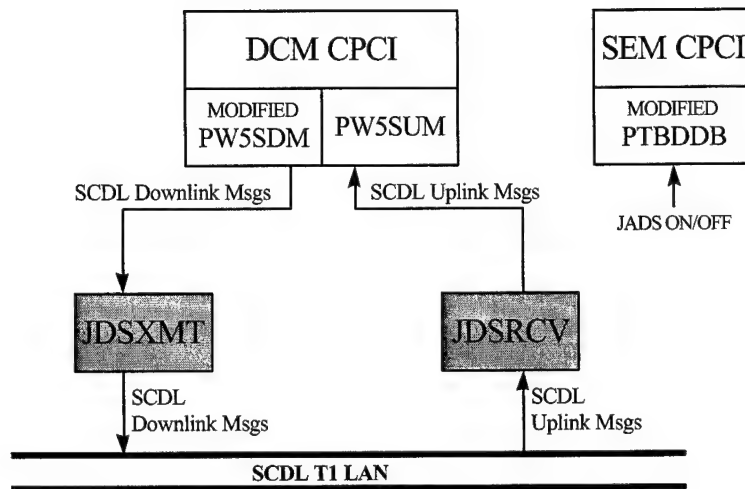 DCM CPCI
SEM CPCI
MODIFIED
PW5SDM
PW5SUM
MODIFIED
PTBDDB
SCDL Downlink Msgs
SCDL Uplink Msgs
JADS ON/OFF
JDSXMT
JDSRCV
SCDL
Downlink Msgs
SCDL
Uplink Msgs
SCDL T1 LAN